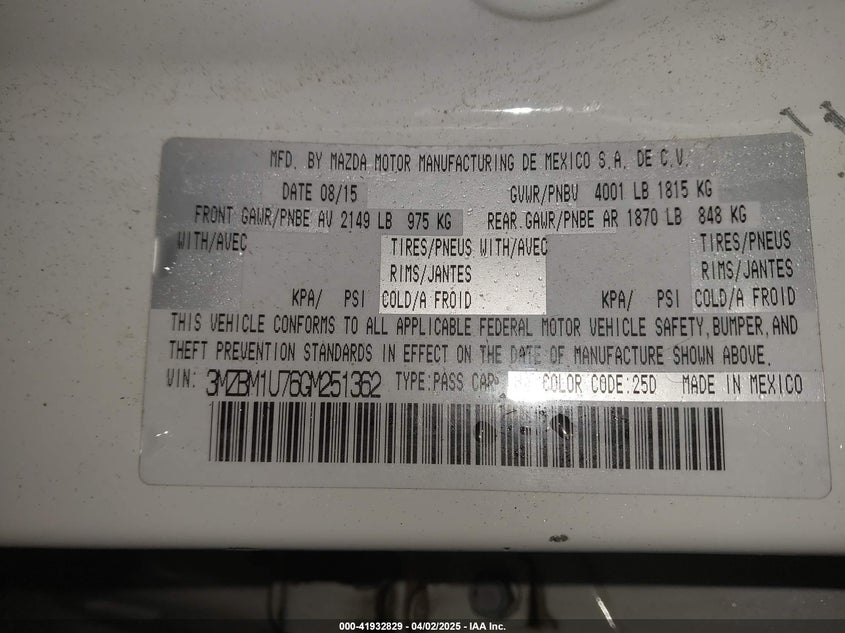 MFD. BY MAZDA MOTOR MANUFACTURING DE MEXICO S.A. DE C.V.
DATE 08/15 GVWR/PNBV 4001 LB 1815 KG
FRONT GAWR/PNBE AV 2149 LB 975 KG REAR GAWR/PNBE AR 1870 LB 848 KG
WITH/AVEC TIRES/PNEUS WITH/AVEC TIRES/PNEUS
RIMS/JANTES RIMS/JANTES
KPA/ PSI COLD/A FROID KPA/ PSI COLD/A FROID
THIS VEHICLE CONFORMS TO ALL APPLICABLE FEDERAL MOTOR VEHICLE SAFETY, BUMPER, AND
THEFT PREVENTION STANDARDS IN EFFECT ON THE DATE OF MANUFACTURE SHOWN ABOVE.
VIN: 3MZBM1U76GM251362 TYPE:PASS CAR COLOR CODE:25D MADE IN MEXICO
000-41932829 - 04/02/2025 - IAA Inc.